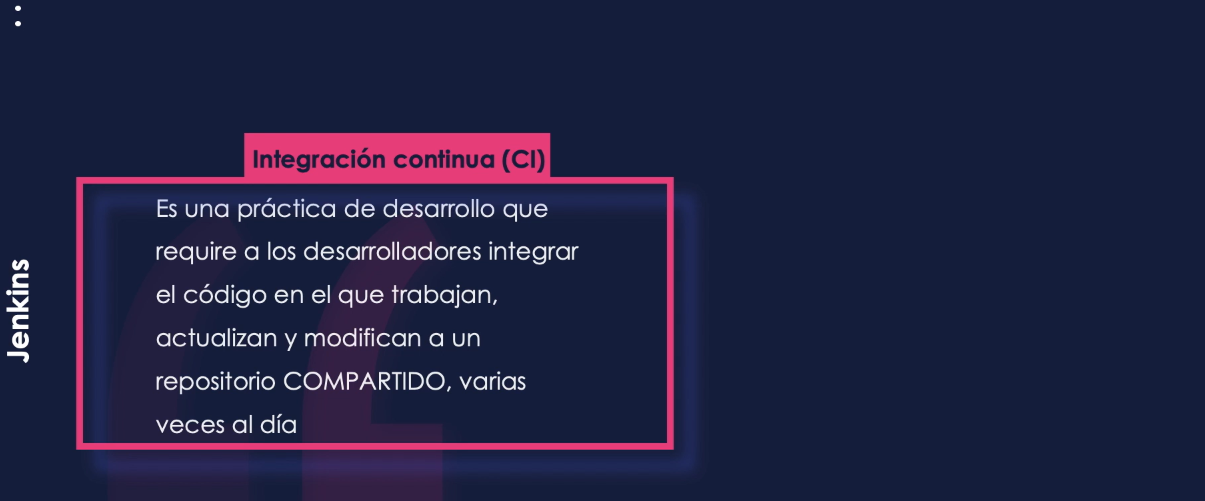 Integración continua (CI)
Es una práctica de desarrollo que
require a los desarrolladores integrar
el código en el que trabajan,
actualizan y modifican a un
repositorio COMPARTIDO, varias
veces al día
Jenkins